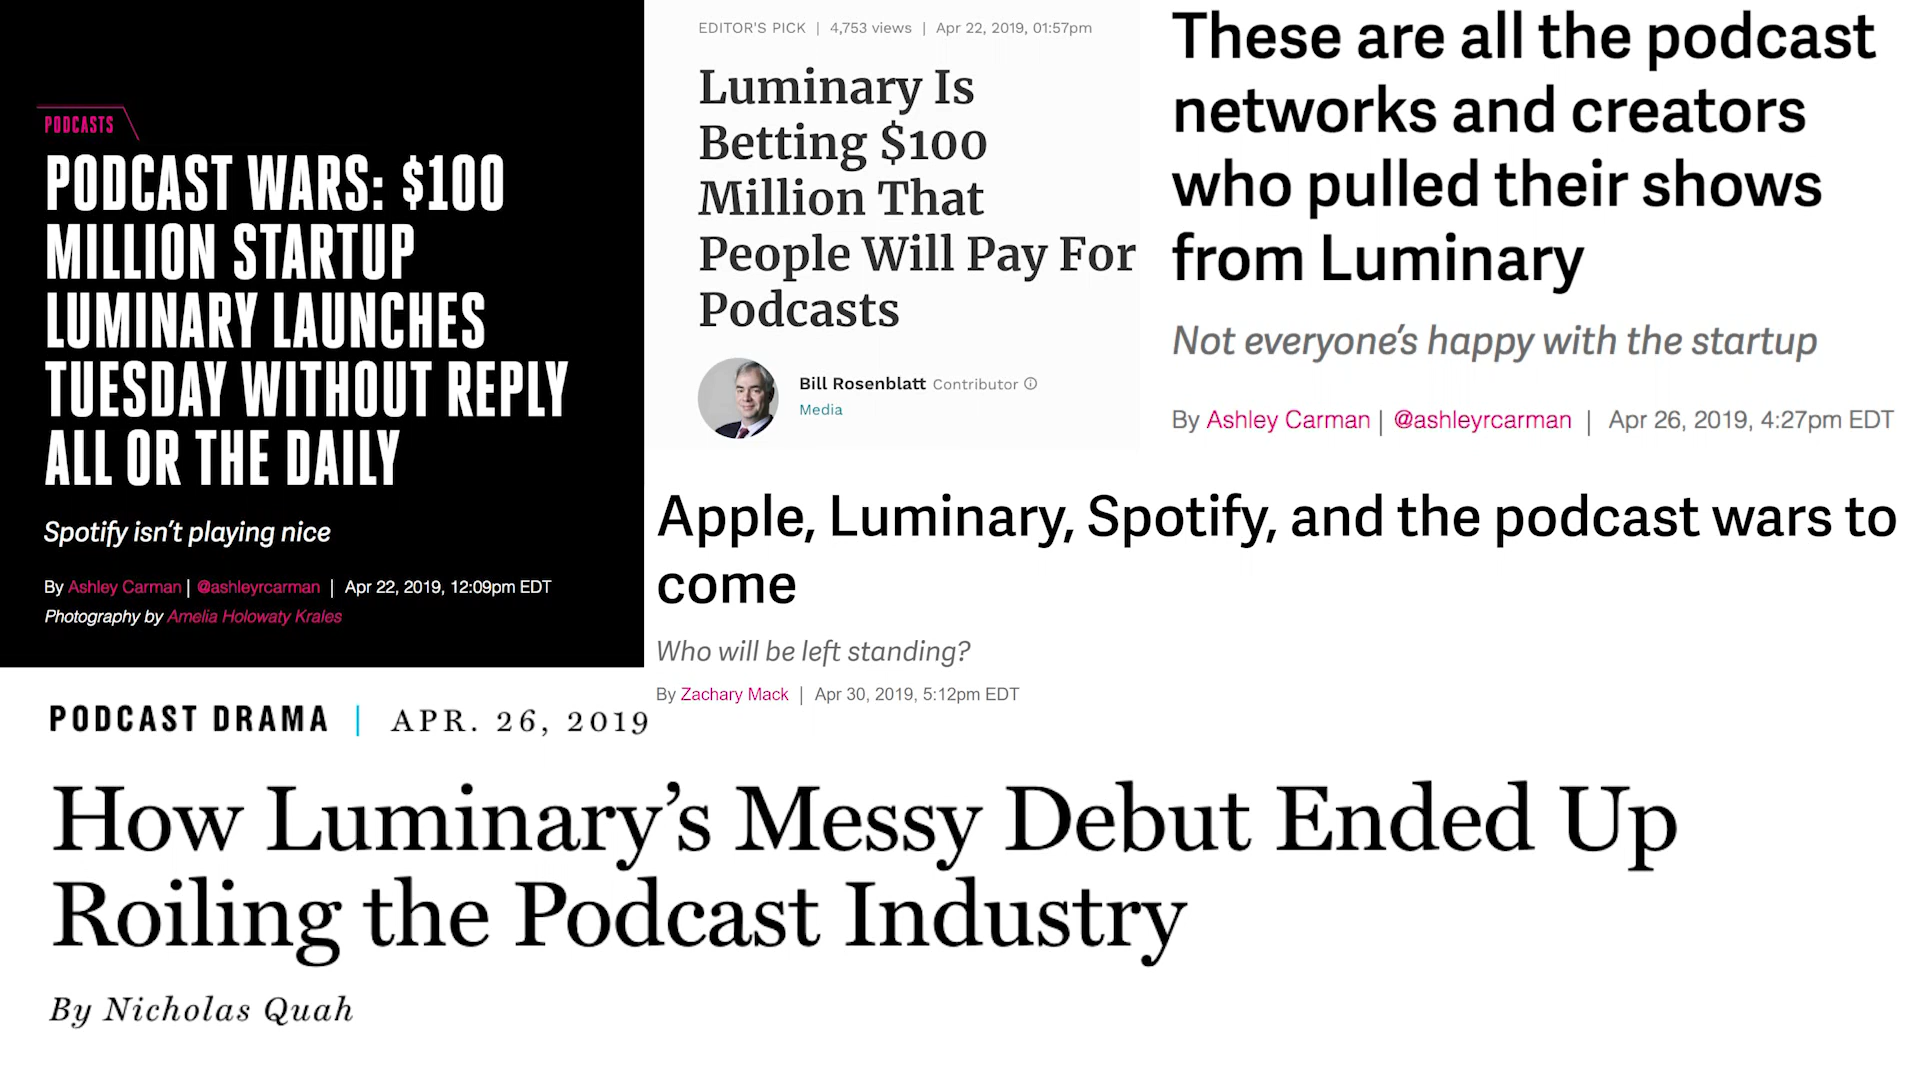 PODCASTS
PODCAST WARS: $100
MILLION STARTUP
LUMINARY LAUNCHES
TUESDAY WITHOUT REPLY
ALL OR THE DAILY
Spotify isn't playing nice
By Ashley Carman | @ashleyrcarman | Apr 22, 2019, 12:09pm EDT
Photography by Amelia Holowaty Krales
EDITOR'S PICK | 4,753 views | Apr 22, 2019, 01:57pm
Luminary Is
Betting $100
Million That
People Will Pay For
Podcasts
Bill Rosenblatt Contributor
Media
These are all the podcast
networks and creators
who pulled their shows
from Luminary
Not everyone's happy with the startup
By Ashley Carman | @ashleyrcarman | Apr 26, 2019, 4:27pm EDT
Apple, Luminary, Spotify, and the podcast wars to
come
Who will be left standing?
By Zachary Mack | Apr 30, 2019, 5:12pm EDT
PODCAST DRAMA | APR. 26, 2019
How Luminary's Messy Debut Ended Up
Roiling the Podcast Industry
By Nicholas Quah